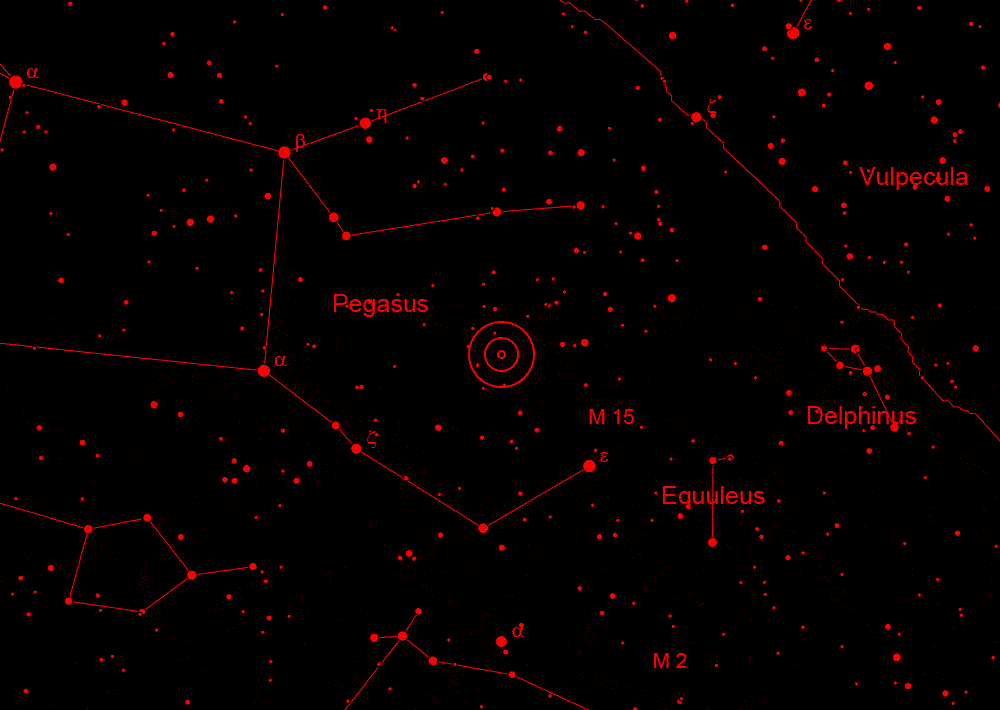 ε
α
η
ζ
β
Vulpecula
Pegasus
α
Delphinus
M 15
ζ
ε
Equuleus
α
M 2